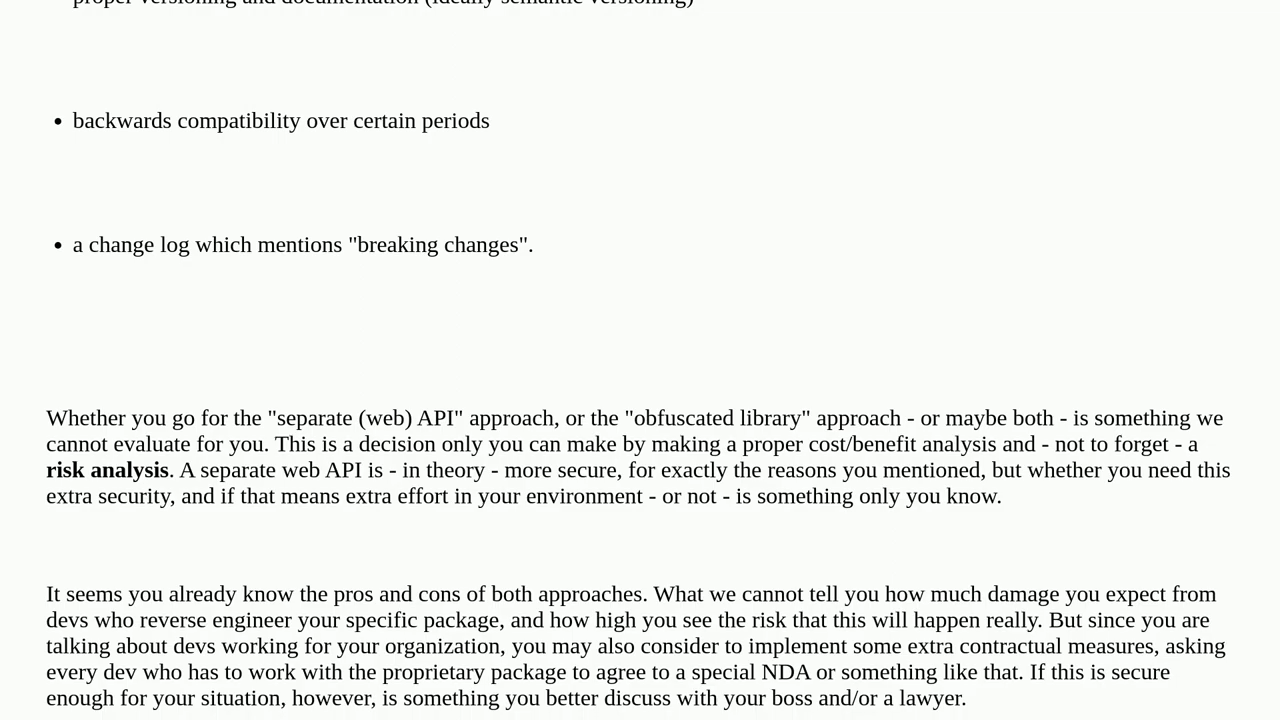 proper versioning and documentation (ideally semantic versioning)
• backwards compatibility over certain periods
• a change log which mentions "breaking changes".
Whether you go for the "separate (web) API" approach, or the "obfuscated library" approach - or maybe both - is something we
cannot evaluate for you. This is a decision only you can make by making a proper cost/benefit analysis and - not to forget - a
risk analysis. A separate web API is - in theory - more secure, for exactly the reasons you mentioned, but whether you need this
extra security, and if that means extra effort in your environment - or not - is something only you know.
It seems you already know the pros and cons of both approaches. What we cannot tell you how much damage you expect from
devs who reverse engineer your specific package, and how high you see the risk that this will happen really. But since you are
talking about devs working for your organization, you may also consider to implement some extra contractual measures, asking
every dev who has to work with the proprietary package to agree to a special NDA or something like that. If this is secure
enough for your situation, however, is something you better discuss with your boss and/or a lawyer.